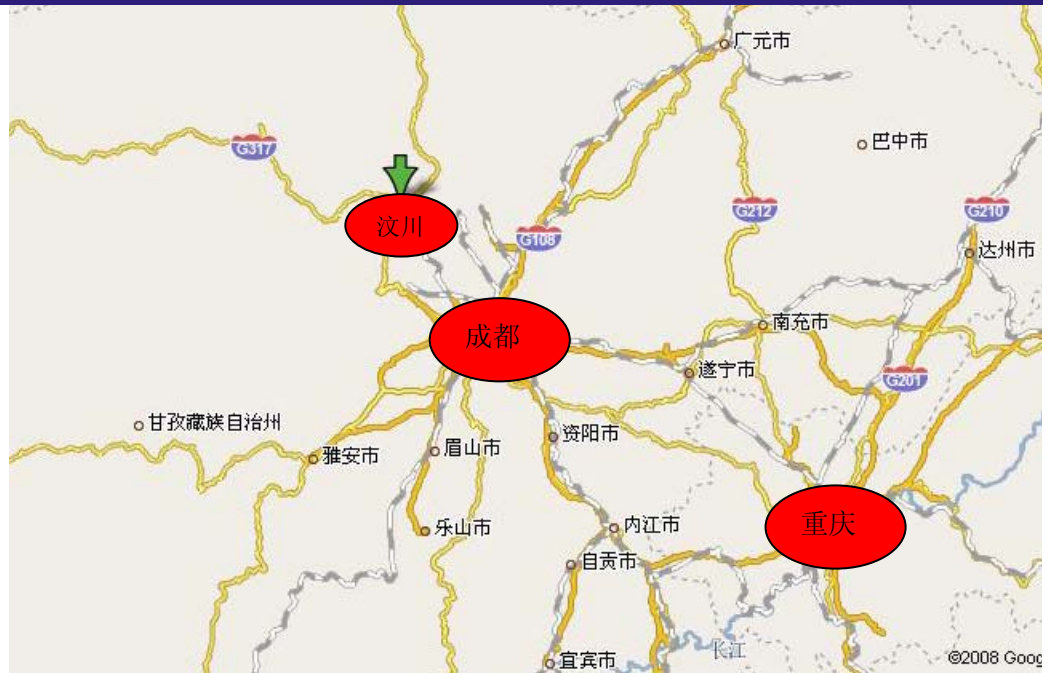 广元市
巴中市
G317
汶川
G212
G210
G108
达州市
成都
南充市
遂宁市
G201
甘孜藏族自治州
资阳市
眉山市
雅安市
重庆
乐山市
内江市
自贡市
长江
宜宾市
©2008 Goog